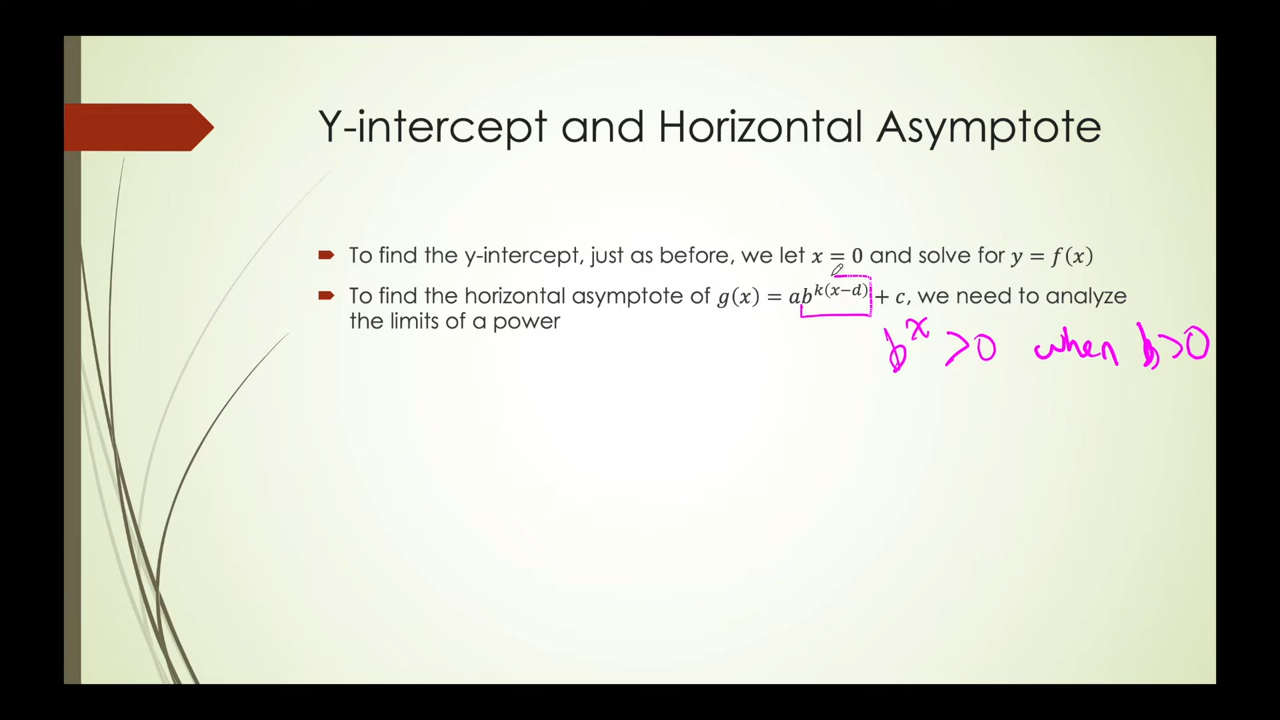 Y-intercept and Horizontal Asymptote
To find the y-intercept, just as before, we let x = 0 and solve for y = f(x)
To find the horizontal asymptote of g(x) = ab^{k(x−d)} + c, we need to analyze
the limits of a power
b^x > 0 when b > 0